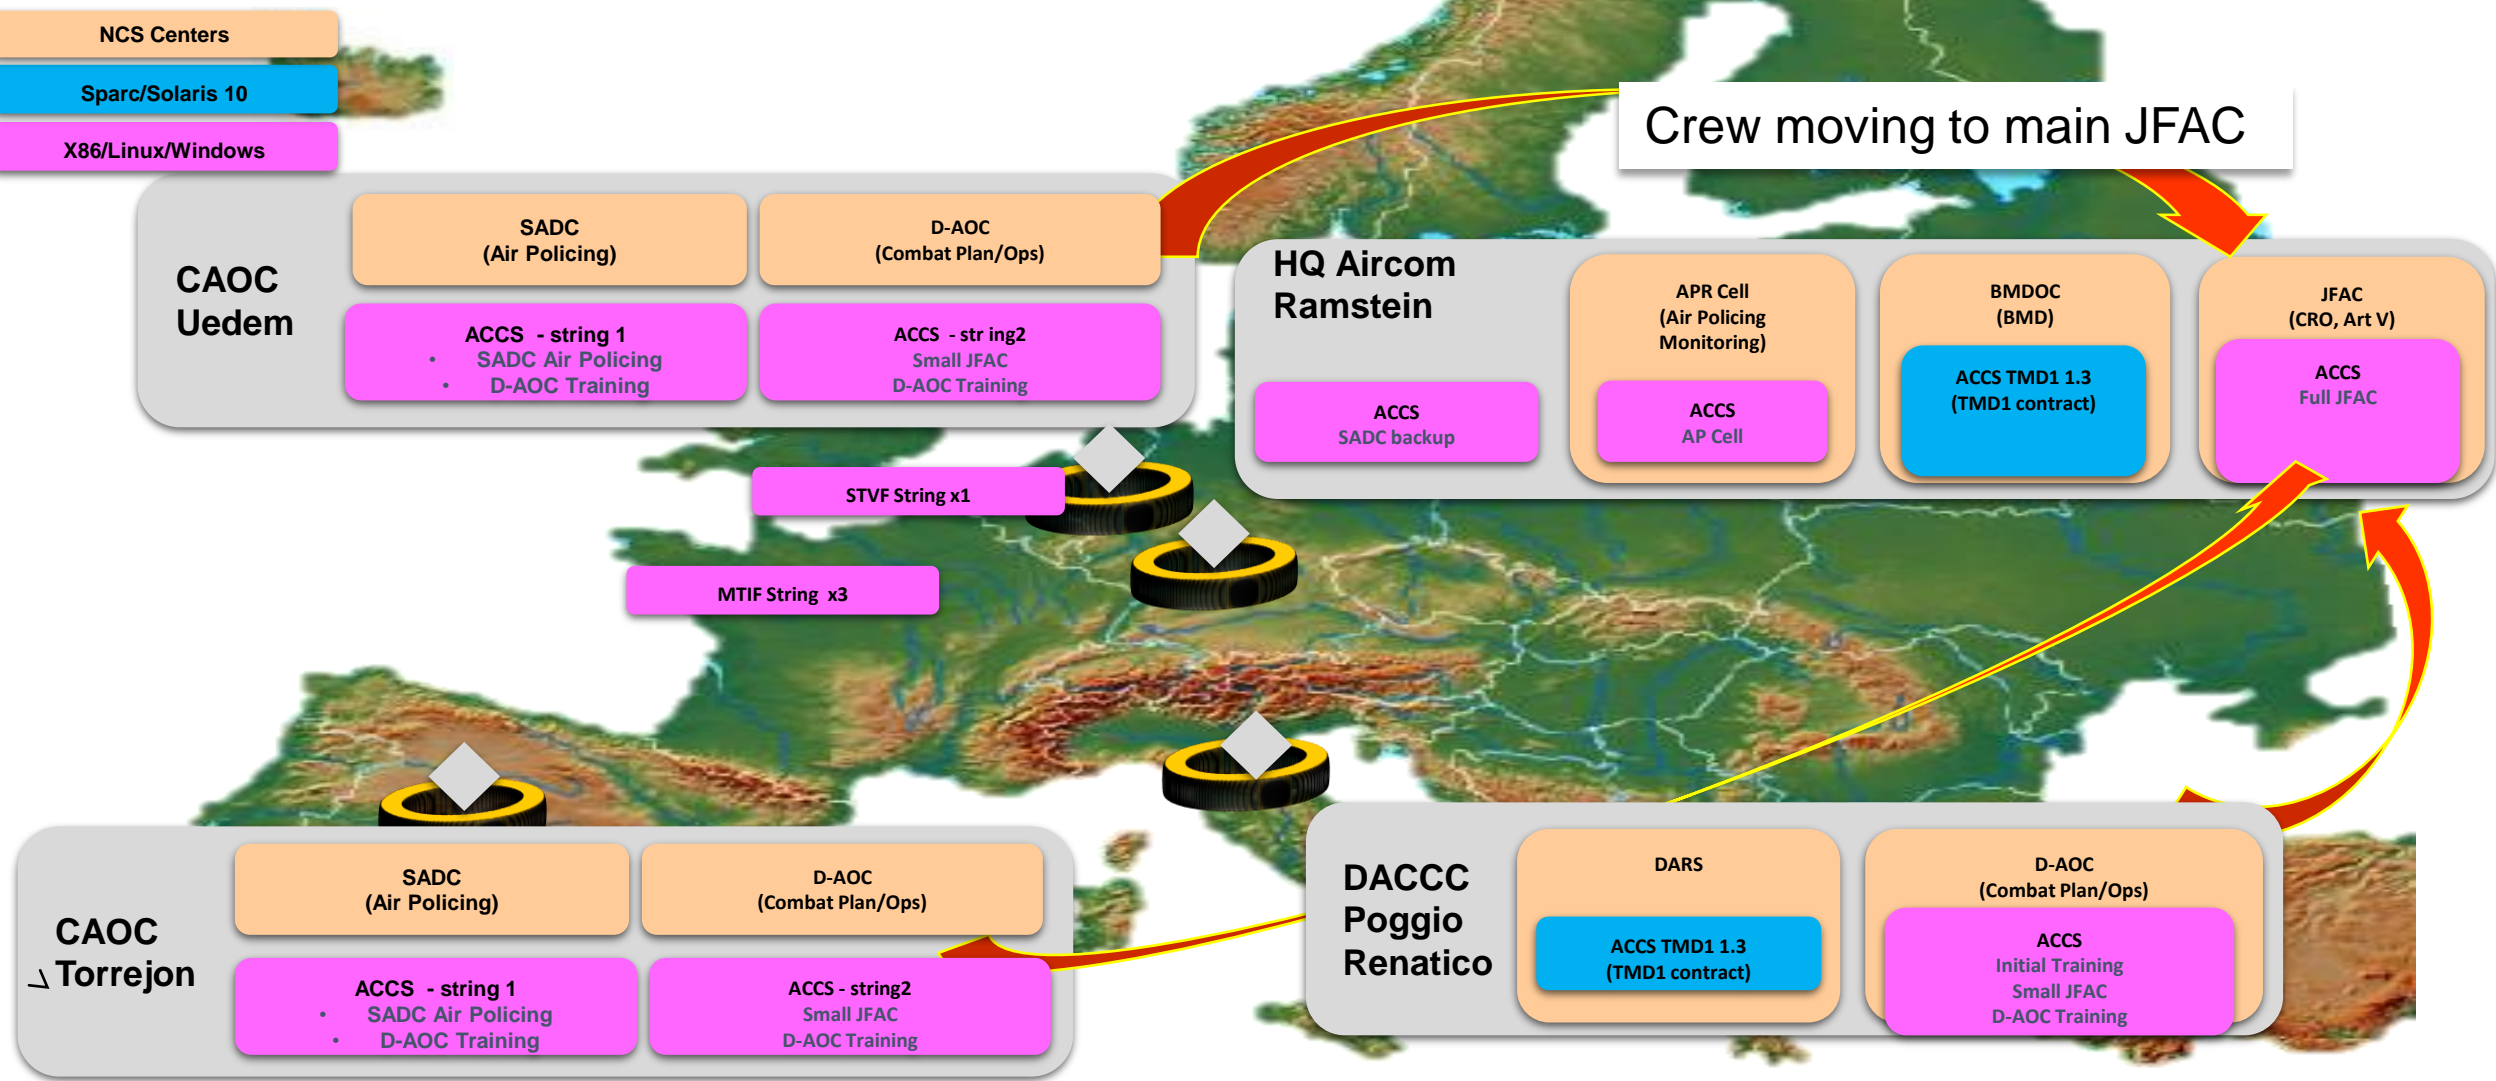 NCS Centers
Sparc/Solaris 10
X86/Linux/Windows
Crew moving to main JFAC
CAOC
Uedem
SADC
(Air Policing)
D-AOC
(Combat Plan/Ops)
ACCS - string 1
• SADC Air Policing
• D-AOC Training
ACCS - str ing2
Small JFAC
D-AOC Training
HQ Aircom
Ramstein
ACCS
SADC backup
APR Cell
(Air Policing
Monitoring)
ACCS
AP Cell
BMDOC
(BMD)
ACCS TMD1 1.3
(TMD1 contract)
JFAC
(CRO, Art V)
ACCS
Full JFAC
STVF String x1
MTIF String x3
CAOC
Torrejon
SADC
(Air Policing)
D-AOC
(Combat Plan/Ops)
ACCS - string 1
• SADC Air Policing
• D-AOC Training
ACCS - string2
Small JFAC
D-AOC Training
DACCC
Poggio
Renatico
DARS
ACCS TMD1 1.3
(TMD1 contract)
D-AOC
(Combat Plan/Ops)
ACCS
Initial Training
Small JFAC
D-AOC Training